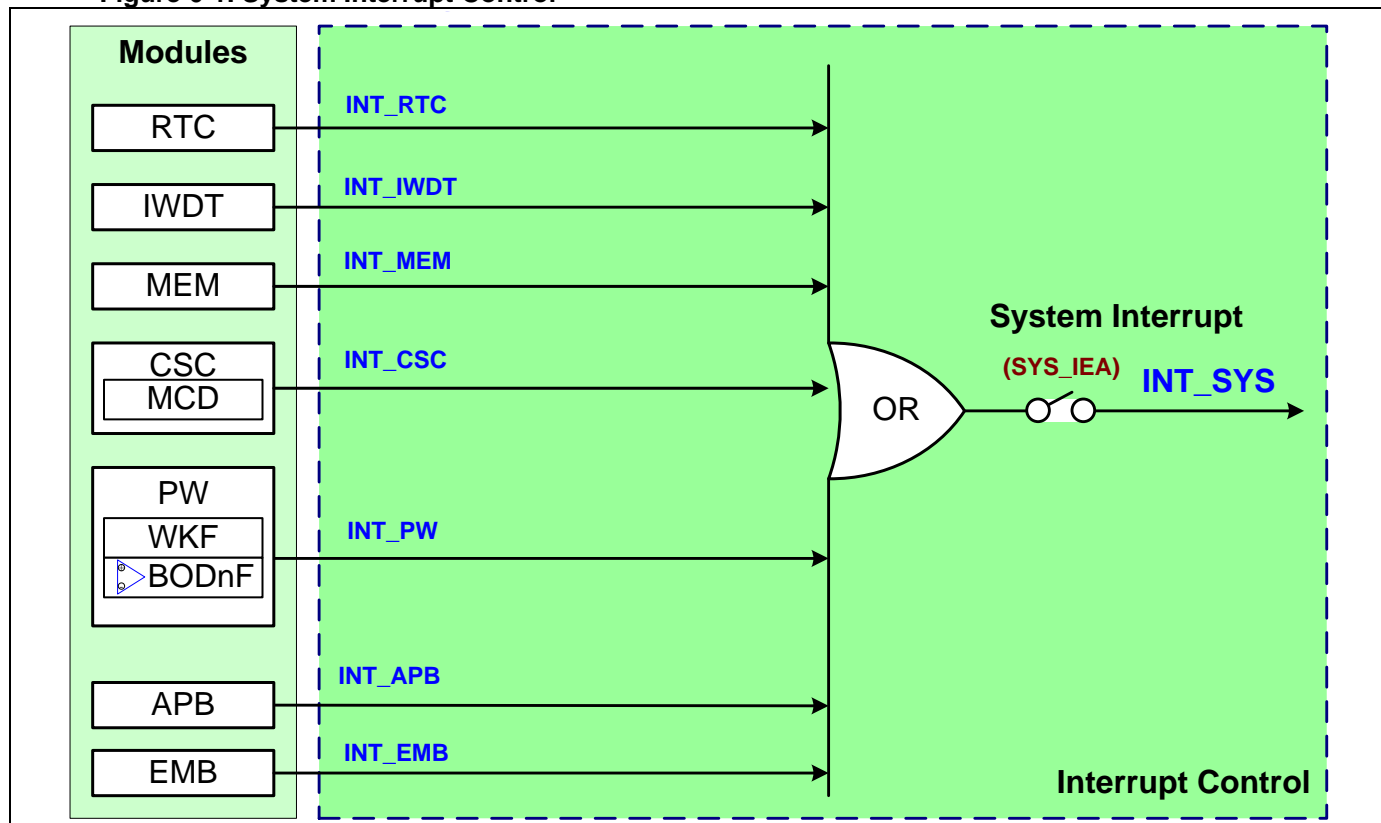 Modules
RTC
INT_RTC
IWDT
INT_IWDT
MEM
INT_MEM
CSC
MCD
INT_CSC
OR
System Interrupt
(SYS_IEA)
INT_SYS
PW
WKF
BODnF
INT_PW
APB
INT_APB
EMB
INT_EMB
Interrupt Control